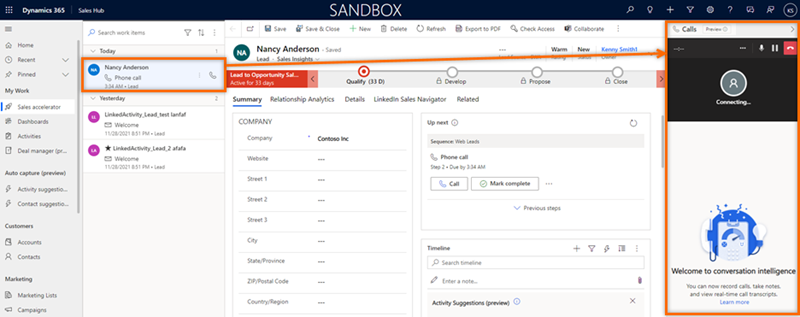 Dynamics 365 Sales Hub SANDBOX KS
Home
Recent
Pinned
My Work
Sales accelerator
Dashboards
Activities
Deal manager (previ...
Auto capture (preview)
Activity suggestion...
Contact suggestion...
Customers
Accounts
Contacts
Marketing
Marketing Lists
Campaigns
Search work items
Today
NA Nancy Anderson
Phone call
3:34 AM • Lead
Yesterday
LL LinkedActivity_Lead_test lanfaf
Welcome
11/28/2021 8:51 PM • Lead
LA ★ LinkedActivity_Lead_2 afafa
Welcome
11/28/2021 8:51 PM • Lead
Save Save & Close New Delete Refresh Export to PDF Check Access Collaborate
NA Nancy Anderson - Saved
Lead · Sales Insights
---
Warm
New
Kenny Smith1
Lead to Opportunity Sal...
Active for 33 days
Qualify (33 D) Develop Propose Close
Summary Relationship Analytics Details LinkedIn Sales Navigator Related
COMPANY
Company * Contoso Inc
Website ---
Street 1 ---
Street 2 ---
Street 3 ---
City ---
State/Province ---
ZIP/Postal Code ---
Country/Region ---
Up next
Sequence: Web Leads
Phone call
Step 2 • Due by 3:34 AM
Call Mark complete ...
Previous steps
Timeline
Search timeline
Enter a note...
Activity Suggestions (preview)
Calls Preview
--:--
Connecting...
Welcome to conversation intelligence
You can now record calls, take notes,
and view real-time call transcripts.
Learn more